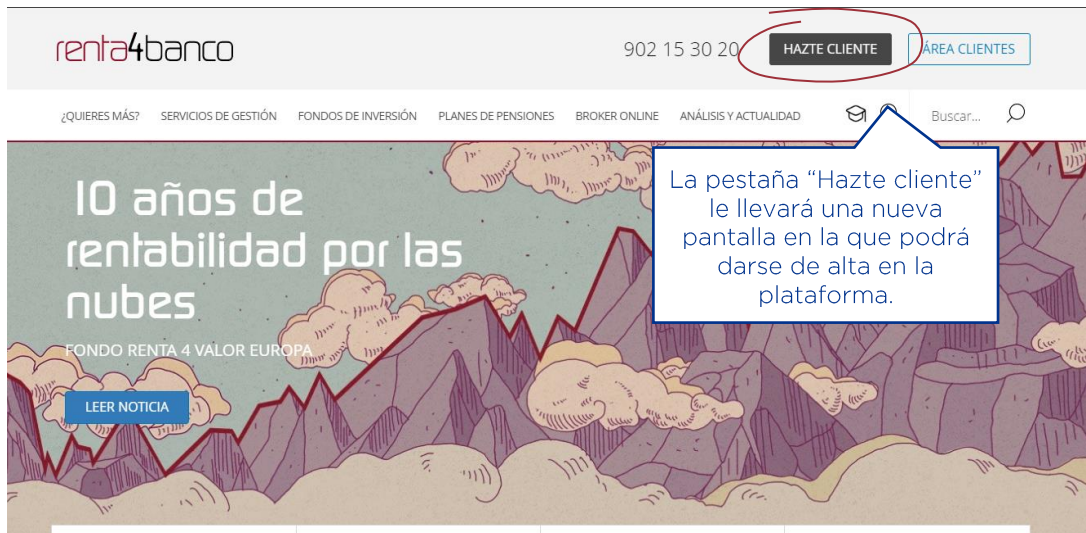 renta4banco
902 15 30 20
HAZTE CLIENTE
ÁREA CLIENTES
¿QUIERES MÁS? SERVICIOS DE GESTIÓN FONDOS DE INVERSIÓN PLANES DE PENSIONES BROKER ONLINE ANÁLISIS Y ACTUALIDAD
Buscar...
10 años de
rentabilidad por las
nubes
FONDO RENTA 4 VALOR EUROPA
LEER NOTICIA
La pestaña “Hazte cliente”
le llevará una nueva
pantalla en la que podrá
darse de alta en la
plataforma.